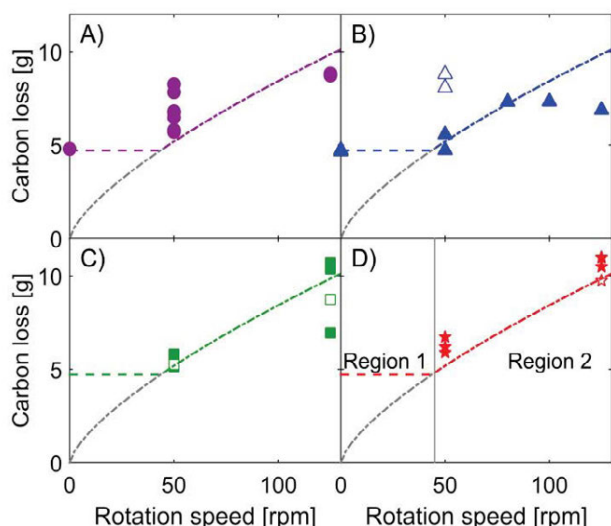 A) B)
10
5
0
Carbon loss [g]
C) D)
10
5
0
Carbon loss [g]
Region 1 Region 2
0 50 100 0 50 100
Rotation speed [rpm] Rotation speed [rpm]